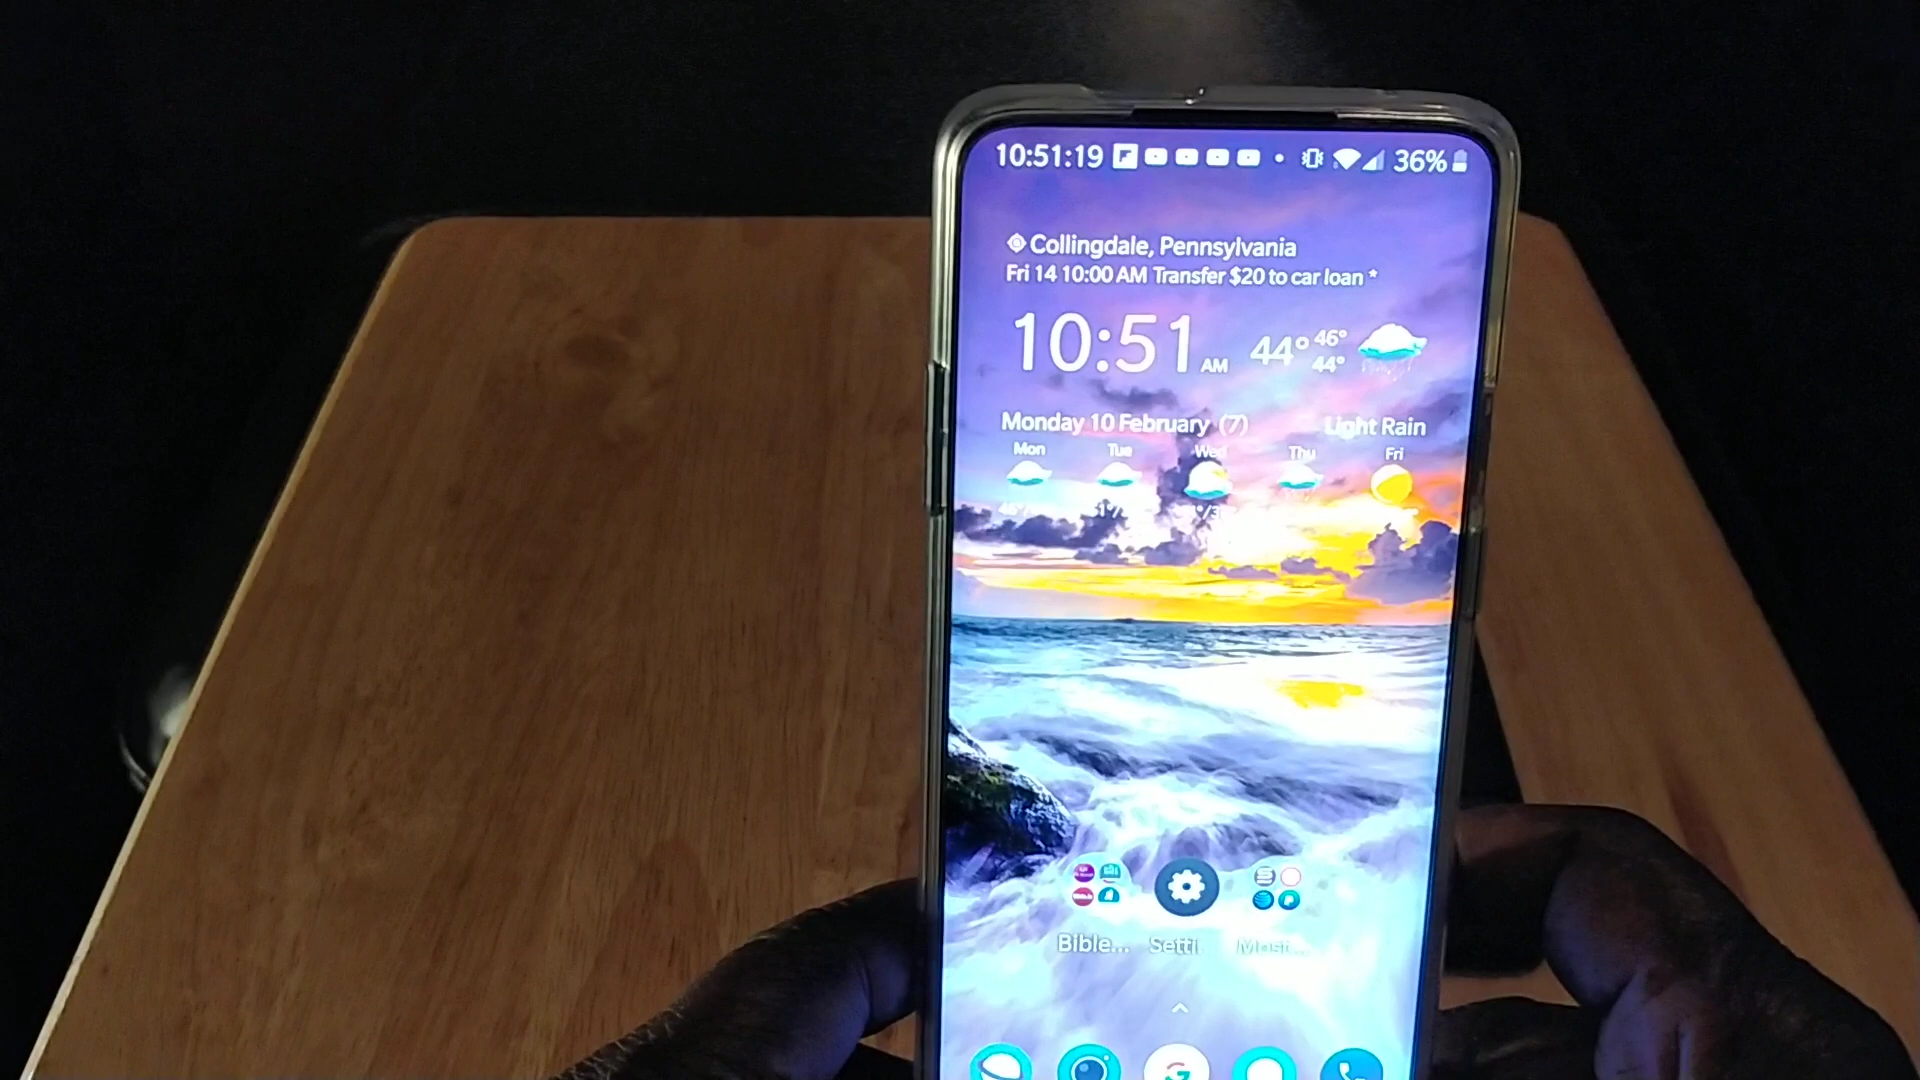 10:51:19 36%
Collingdale, Pennsylvania
Fri 14 10:00 AM Transfer $20 to car loan *
10:51 AM 44° 46°
44°
Monday 10 February (7) Light Rain
Mon Tue Wed Thu Fri
Bible... Setti